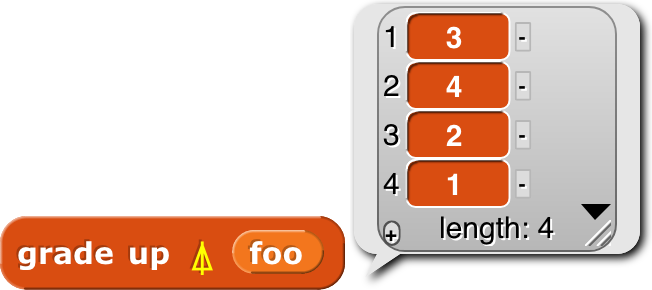 1 3 -
2 4 -
3 2 -
4 1 -
+ length: 4
grade up ⍋ foo